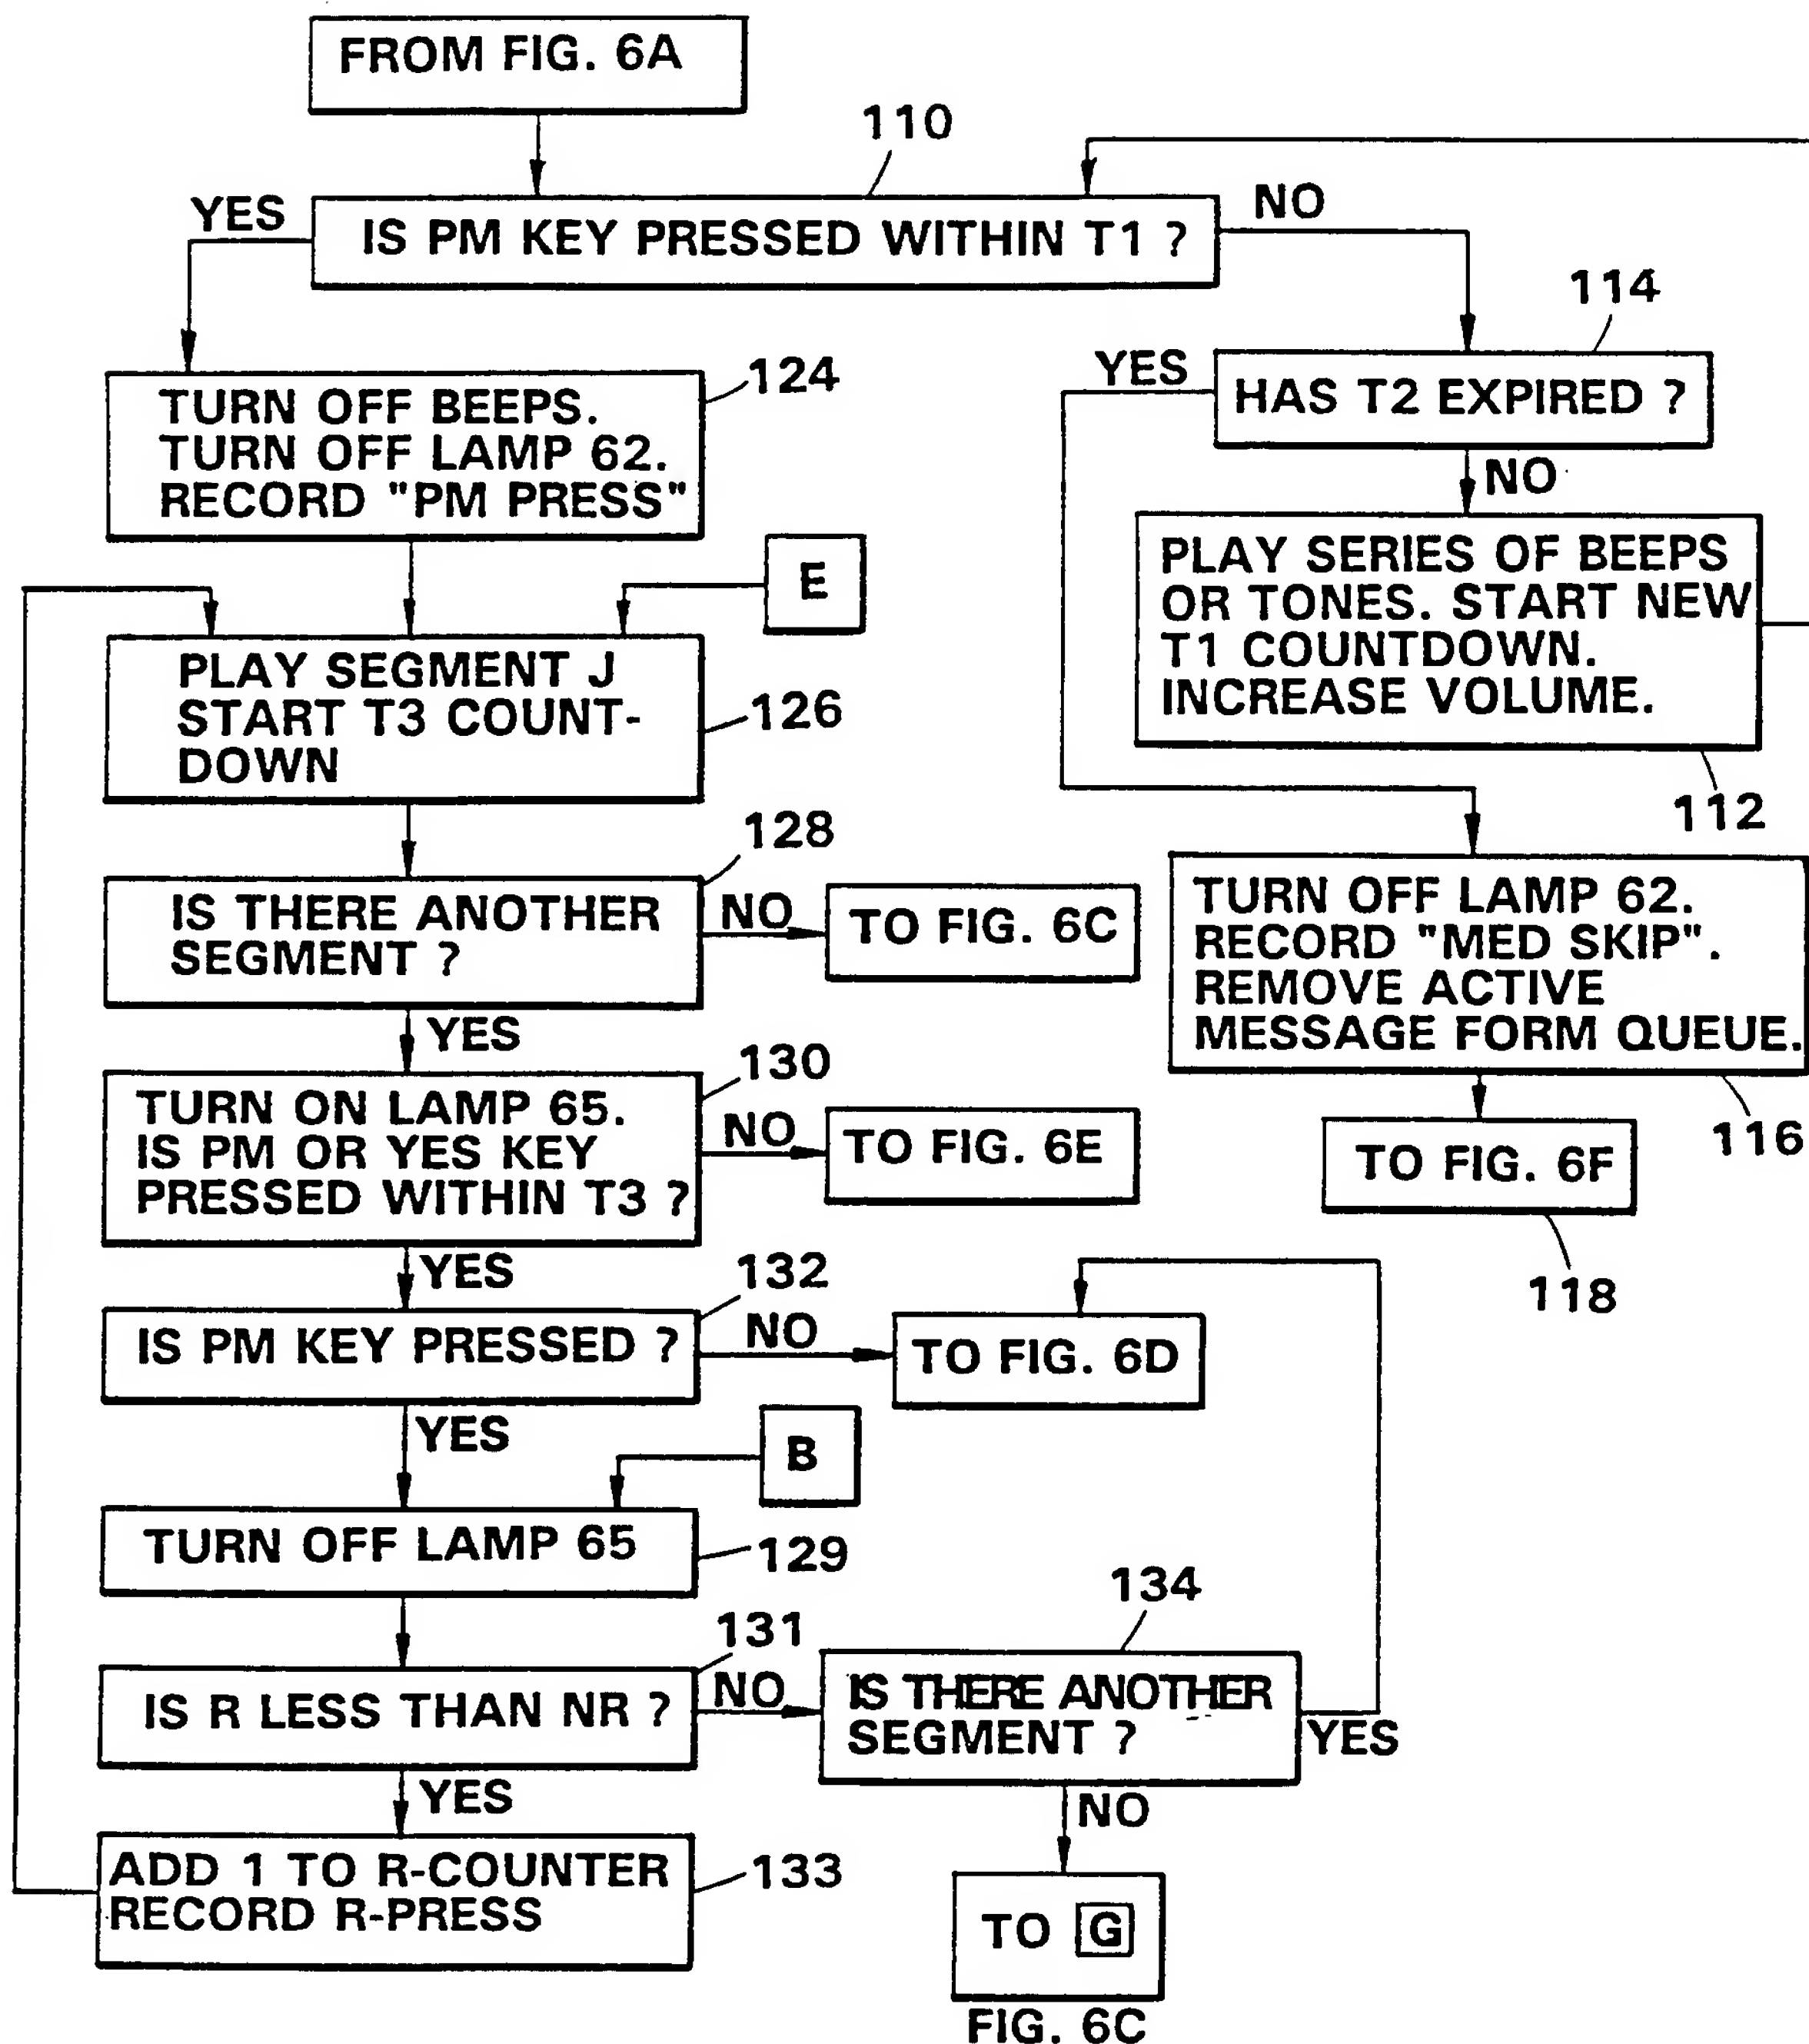 FROM FIG. 6A
110
YES
IS PM KEY PRESSED WITHIN T1 ?
NO
114
YES
HAS T2 EXPIRED ?
NO
124
TURN OFF BEEPS.
TURN OFF LAMP 62.
RECORD "PM PRESS"
PLAY SERIES OF BEEPS
OR TONES. START NEW
T1 COUNTDOWN.
INCREASE VOLUME.
112
E
PLAY SEGMENT J
START T3 COUNT-
DOWN
126
128
IS THERE ANOTHER
SEGMENT ?
NO
TO FIG. 6C
TURN OFF LAMP 62.
RECORD "MED SKIP".
REMOVE ACTIVE
MESSAGE FORM QUEUE.
116
YES
130
TURN ON LAMP 65.
IS PM OR YES KEY
PRESSED WITHIN T3 ?
NO
TO FIG. 6E
TO FIG. 6F
118
YES
132
IS PM KEY PRESSED ?
NO
TO FIG. 6D
YES
B
TURN OFF LAMP 65
129
131
IS R LESS THAN NR ?
NO
134
IS THERE ANOTHER
SEGMENT ?
YES
YES
NO
ADD 1 TO R-COUNTER
RECORD R-PRESS
133
TO G
FIG. 6C